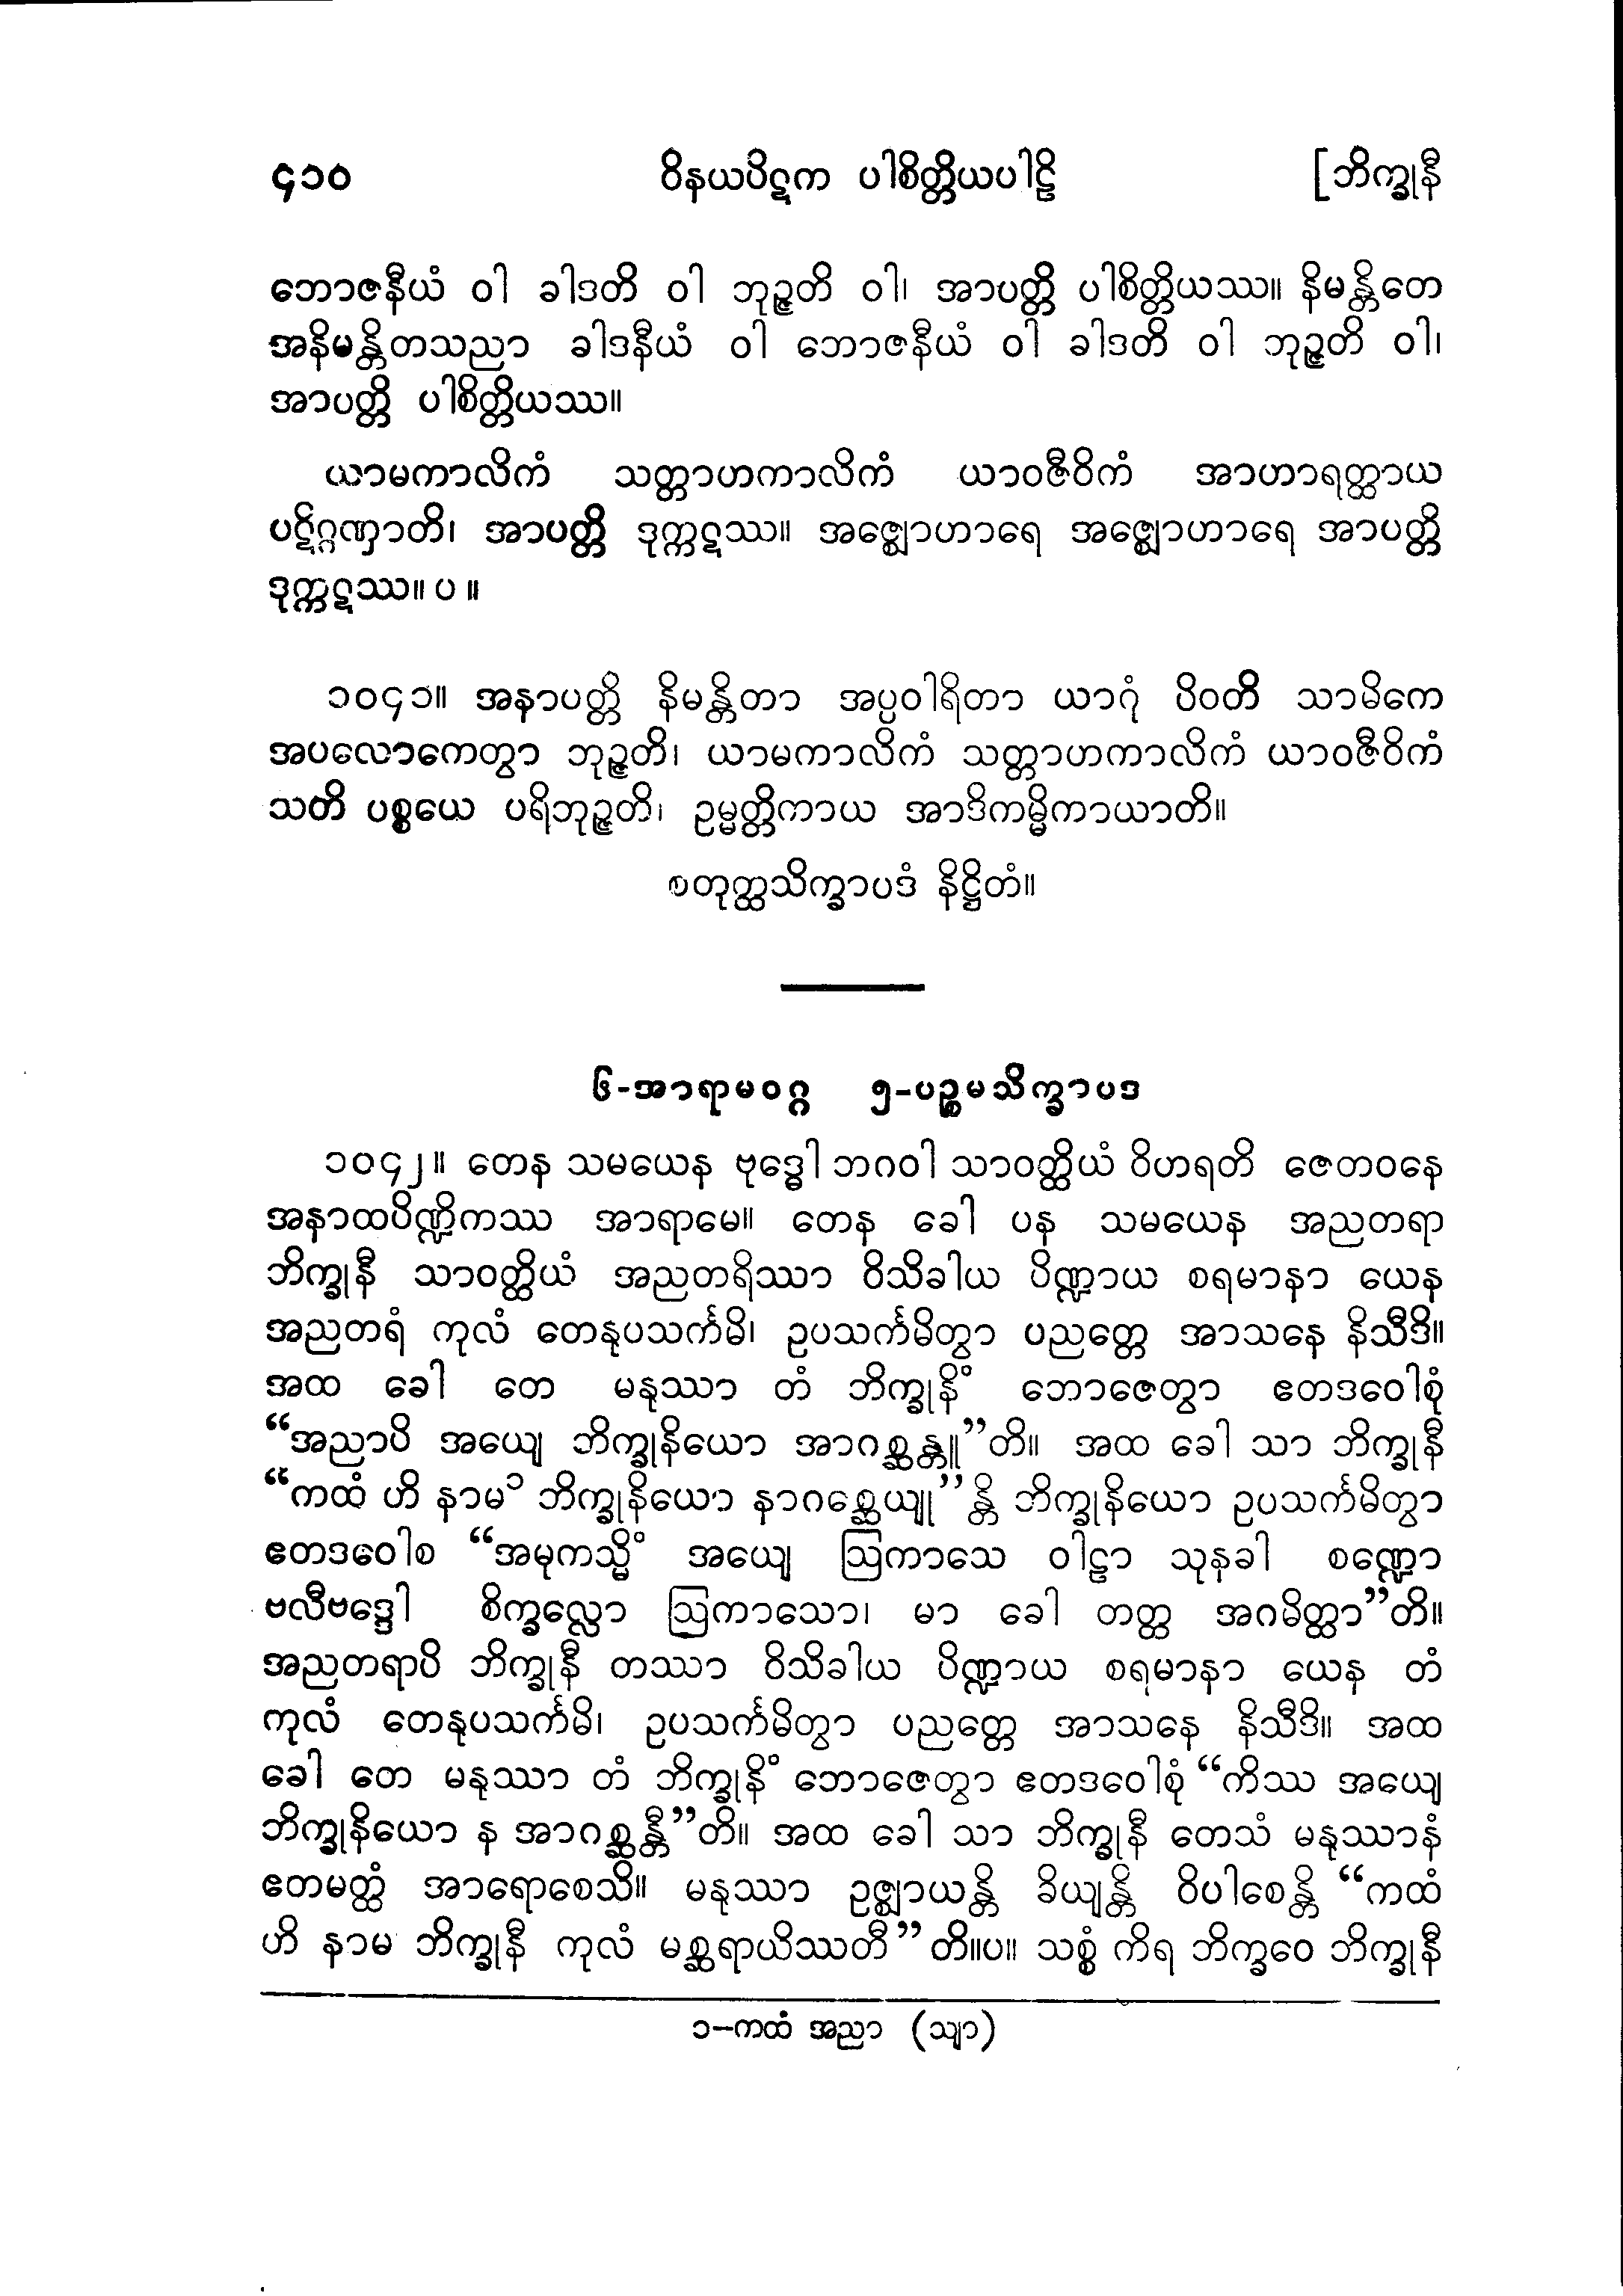 ၄၁၀ ဝိနယပိဋက ပါစိတ္တိယပါဠိ [ဘိက္ခုနီ
ဘောဇနီယံ ဝါ ခါဒတိ ဝါ ဘုဉ္ဇတိ ဝါ၊ အာပတ္တိ ပါစိတ္တိယဿ။ နိမန္တိတေ
အနိမန္တိတသညာ ခါဒနီယံ ဝါ ဘောဇနီယံ ဝါ ခါဒတိ ဝါ ဘုဉ္ဇတိ ဝါ၊
အာပတ္တိ ပါစိတ္တိယဿ။
ယာမကာလိကံ သတ္တာဟကာလိကံ ယာဝဇီဝိကံ အာဟာရတ္ထာယ
ပဋိဂ္ဂဏှာတိ၊ အာပတ္တိ ဒုက္ကဋဿ။ အဇ္ဈောဟာရေ အဇ္ဈောဟာရေ အာပတ္တိ
ဒုက္ကဋဿ။ ပ ။
၁၀၄၁။ အနာပတ္တိ နိမန္တိတာ အပ္ပဝါရိတာ ယာဂုံ ပိဝတိ သာမိကေ
အပလောကေတွာ ဘုဉ္ဇတိ၊ ယာမကာလိကံ သတ္တာဟကာလိကံ ယာဝဇီဝိကံ
သတိ ပစ္စယေ ပရိဘုဉ္ဇတိ၊ ဥမ္မတ္တိကာယ အာဒိကမ္မိကာယာတိ။
စတုတ္ထသိက္ခာပဒံ နိဋ္ဌိတံ။
၆-အာရာမဝဂ္ဂ ၅-ပဉ္စမသိက္ခာပဒ
၁၀၄၂။ တေန သမယေန ဗုဒ္ဓေါ ဘဂဝါ သာဝတ္ထိယံ ဝိဟရတိ ဇေတဝနေ
အနာထပိဏ္ဍိကဿ အာရာမေ။ တေန ခေါ ပန သမယေန အညတရာ
ဘိက္ခုနီ သာဝတ္ထိယံ အညတရိဿာ ဝိသိခါယ ပိဏ္ဍာယ စရမာနာ ယေန
အညတရံ ကုလံ တေနုပသင်္ကမိ၊ ဥပသင်္ကမိတွာ ပညတ္တေ အာသနေ နိသီဒိ။
အထ ခေါ တေ မနုဿာ တံ ဘိက္ခုနိံ ဘောဇေတွာ ဧတဒဝေါစုံ
“အညာပိ အယျေ ဘိက္ခုနိယော အာဂစ္ဆန္တူ”တိ။ အထ ခေါ သာ ဘိက္ခုနီ
“ကထံ ဟိ နာမ၁ ဘိက္ခုနိယော နာဂစ္ဆေယျု”န္တိ ဘိက္ခုနိယော ဥပသင်္ကမိတွာ
ဧတဒဝေါစ “အမုကသ္မိံ အယျေ ဩကာသေ ဝါဠာ သုနခါ စဏ္ဍော
ဗလီဗဒ္ဒေါ စိက္ခလ္လော ဩကာသော၊ မာ ခေါ တတ္ထ အဂမိတ္ထာ”တိ။
အညတရာပိ ဘိက္ခုနီ တဿာ ဝိသိခါယ ပိဏ္ဍာယ စရမာနာ ယေန တံ
ကုလံ တေနုပသင်္ကမိ၊ ဥပသင်္ကမိတွာ ပညတ္တေ အာသနေ နိသီဒိ။ အထ
ခေါ တေ မနုဿာ တံ ဘိက္ခုနိံ ဘောဇေတွာ ဧတဒဝေါစုံ “ကိဿ အယျေ
ဘိက္ခုနိယော န အာဂစ္ဆန္တီ”တိ။ အထ ခေါ သာ ဘိက္ခုနီ တေသံ မနုဿာနံ
ဧတမတ္ထံ အာရောစေသိ။ မနုဿာ ဥဇ္ဈာယန္တိ ခိယျန္တိ ဝိပါစေန္တိ “ကထံ
ဟိ နာမ ဘိက္ခုနီ ကုလံ မစ္ဆရာယိဿတီ”တိ။ပ။ သစ္စံ ကိရ ဘိက္ခဝေ ဘိက္ခုနီ
၁-ကထံ အညာ (သျာ)